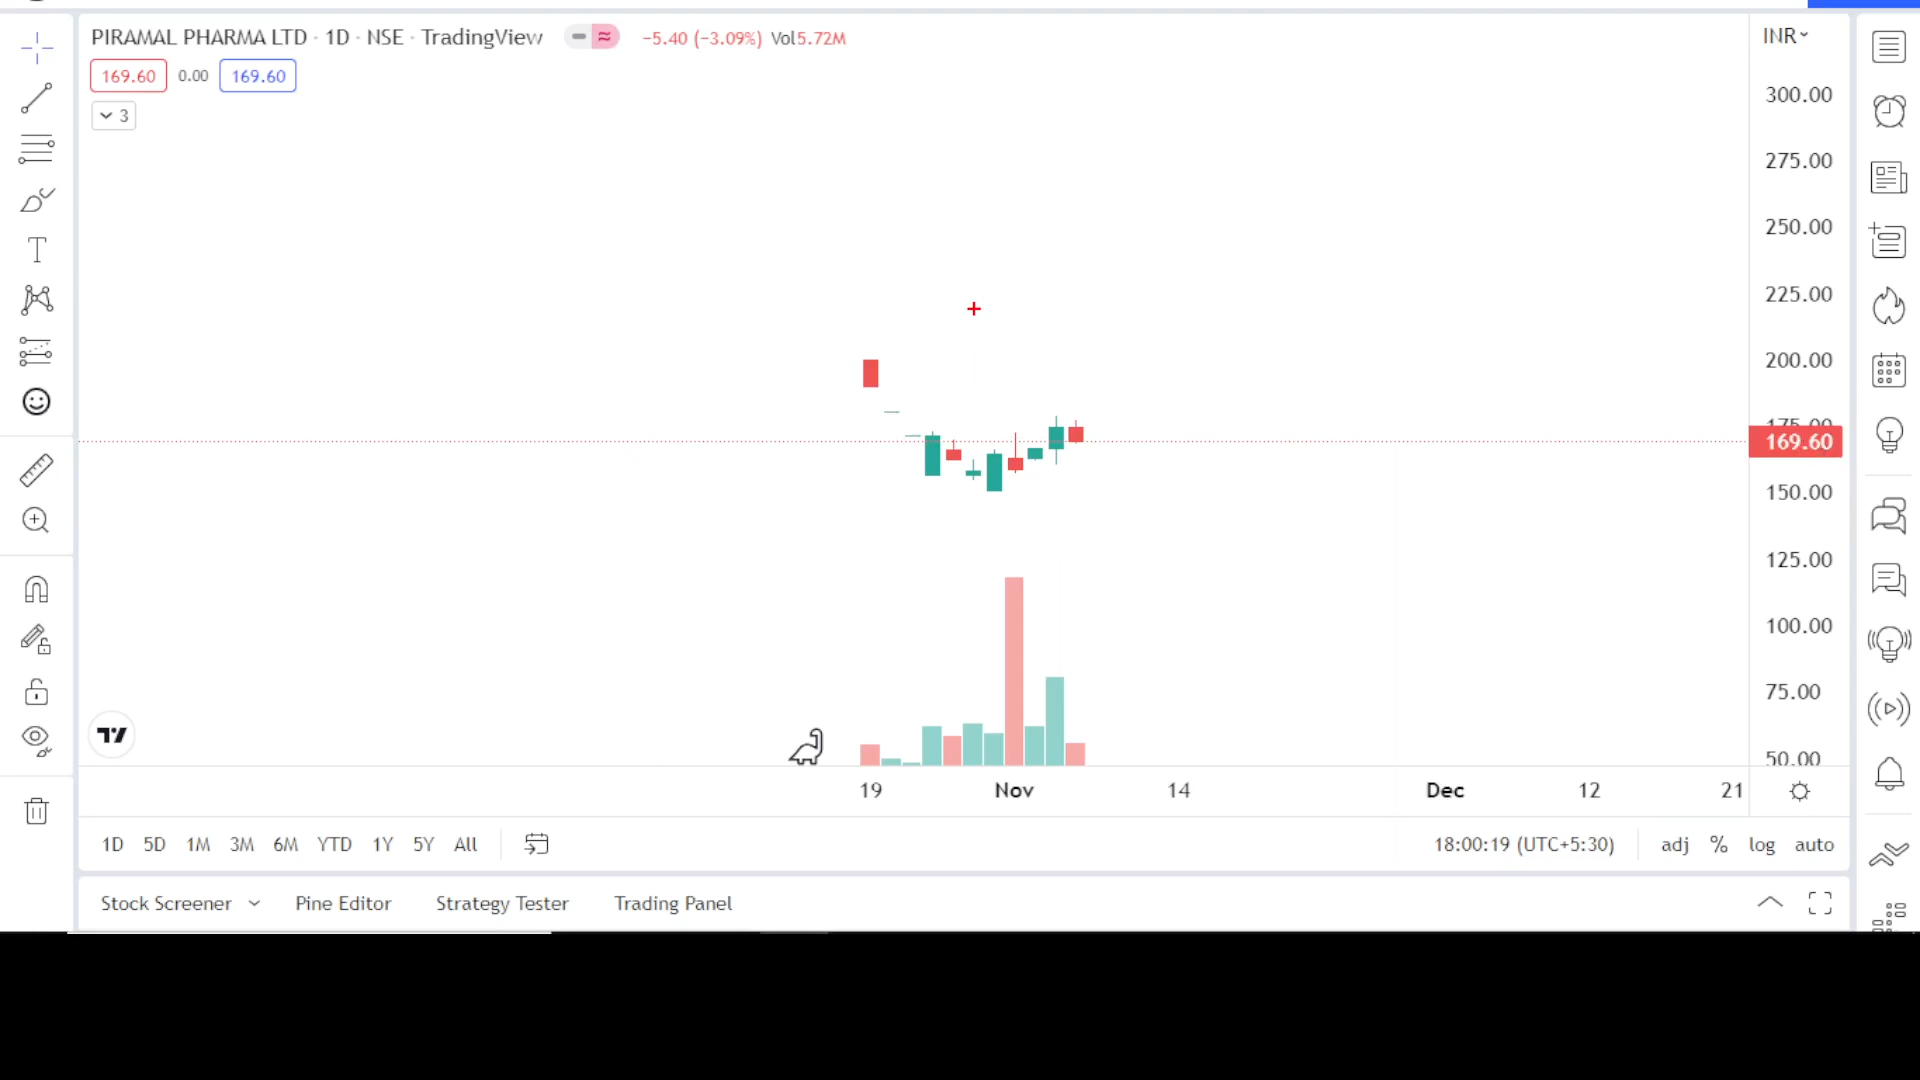 PIRAMAL PHARMA LTD · 1D · NSE · TradingView −5.40 (−3.09%) Vol5.72M
INR
169.60 0.00 169.60
3
300.00
275.00
250.00
225.00
200.00
175.00
169.60
150.00
125.00
100.00
75.00
50.00
19 Nov 14 Dec 12 21
1D 5D 1M 3M 6M YTD 1Y 5Y All 18:00:19 (UTC+5:30) adj % log auto
Stock Screener Pine Editor Strategy Tester Trading Panel